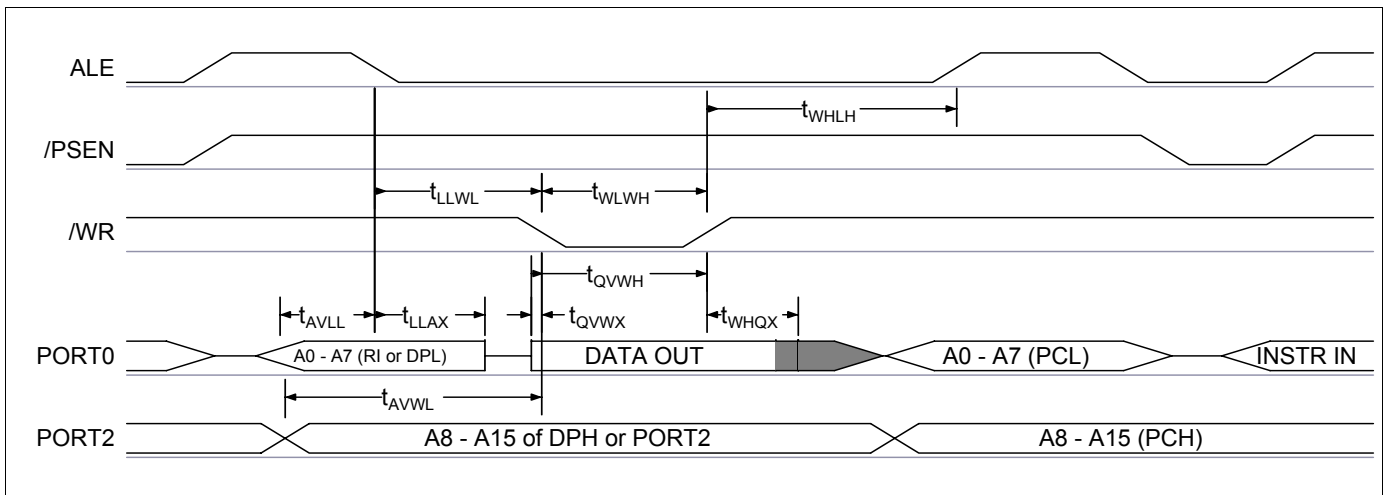 ALE
tWHLH
/PSEN
tLLWL
tWLWH
/WR
tQVWH
tAVLL
tLLAX
tQVWX
tWHQX
PORT0
A0 - A7 (RI or DPL)
DATA OUT
A0 - A7 (PCL)
INSTR IN
tAVWL
PORT2
A8 - A15 of DPH or PORT2
A8 - A15 (PCH)